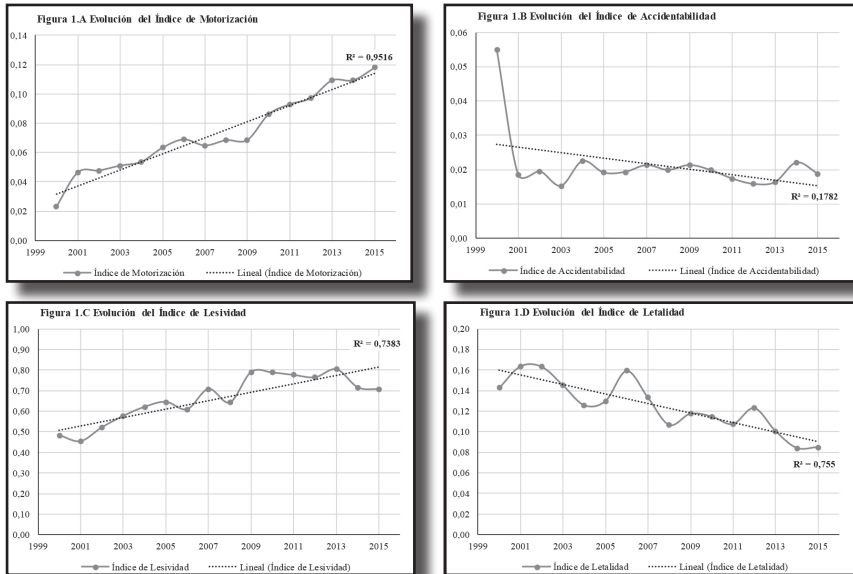 Figura 1.A Evolución del Índice de Motorización
0,14
0,12
0,10
0,08
0,06
0,04
0,02
0,00
R² = 0,9516
1999 2001 2003 2005 2007 2009 2011 2013 2015
Índice de Motorización Lineal (Índice de Motorización)
Figura 1.B Evolución del Índice de Accidentabilidad
0,06
0,05
0,04
0,03
0,02
0,01
0,00
R² = 0,1782
1999 2001 2003 2005 2007 2009 2011 2013 2015
Índice de Accidentabilidad Lineal (Índice de Accidentabilidad)
Figura 1.C Evolución del Índice de Lesividad
1,00
0,90
0,80
0,70
0,60
0,50
0,40
0,30
0,20
0,10
0,00
R² = 0,7383
1999 2001 2003 2005 2007 2009 2011 2013 2015
Índice de Lesividad Lineal (Índice de Lesividad)
Figura 1.D Evolución del Índice de Letalidad
0,20
0,18
0,16
0,14
0,12
0,10
0,08
0,06
0,04
0,02
0,00
R² = 0,755
1999 2001 2003 2005 2007 2009 2011 2013 2015
Índice de Letalidad Lineal (Índice de Letalidad)